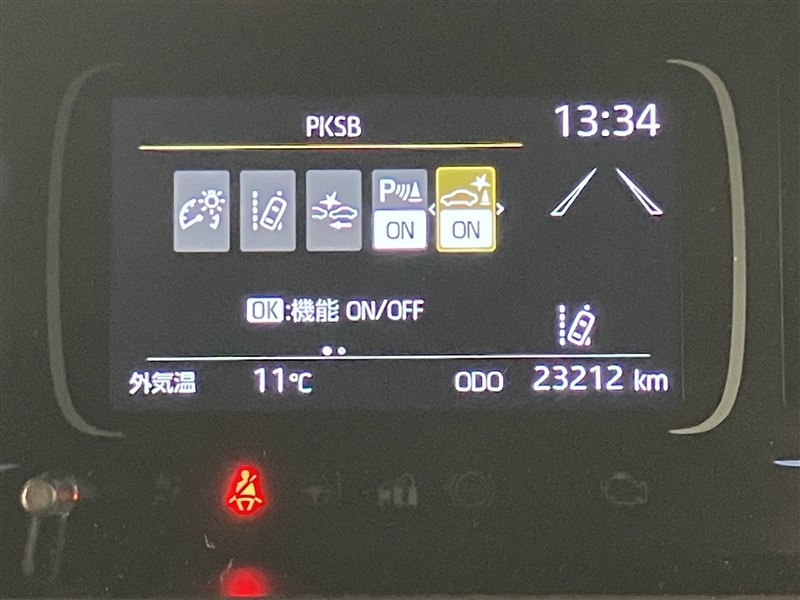 PKSB
13:34
P
ON
ON
OK:機能 ON/OFF
外気温 11℃ ODO 23212 km